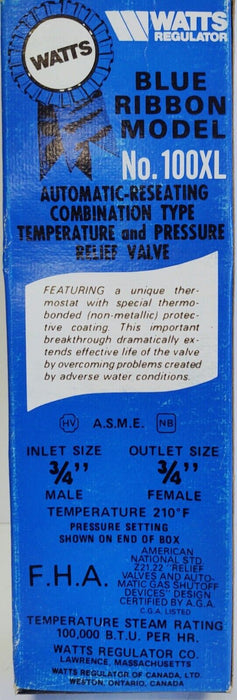 WATTS
REGULATOR
WATTS
BLUE
RIBBON
MODEL
No. 100XL
AUTOMATIC-RESEATING
COMBINATION TYPE
TEMPERATURE and PRESSURE
RELIEF VALVE
FEATURING a unique ther-
mostat with special thermo-
bonded (non-metallic) protec-
tive coating. This important
breakthrough dramatically ex-
tends effective life of the valve
by overcoming problems created
by adverse water conditions.
HV A.S.M.E. NB
INLET SIZE OUTLET SIZE
3/4" 3/4"
MALE FEMALE
TEMPERATURE 210°F
PRESSURE SETTING
SHOWN ON END OF BOX
F.H.A.
AMERICAN
NATIONAL STD.
Z21.22 "RELIEF
VALVES AND AUTO-
MATIC GAS SHUTOFF
DEVICES" DESIGN
CERTIFIED BY A.G.A.
C.G.A. LISTED
TEMPERATURE STEAM RATING
100,000 B.T.U. PER HR.
WATTS REGULATOR CO.
LAWRENCE, MASSACHUSETTS
WATTS REGULATOR OF CANADA, LTD.
WESTON, ONTARIO, CANADA